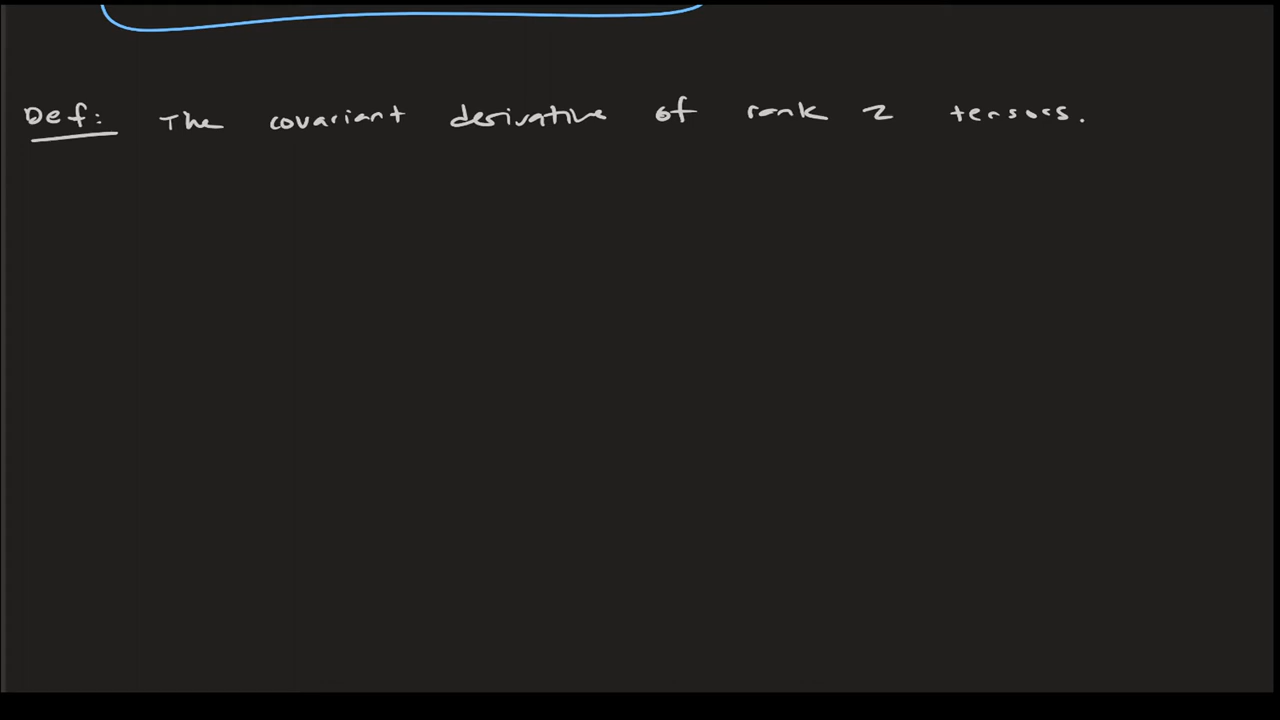 Def: The covariant derivative of rank 2 tensors.